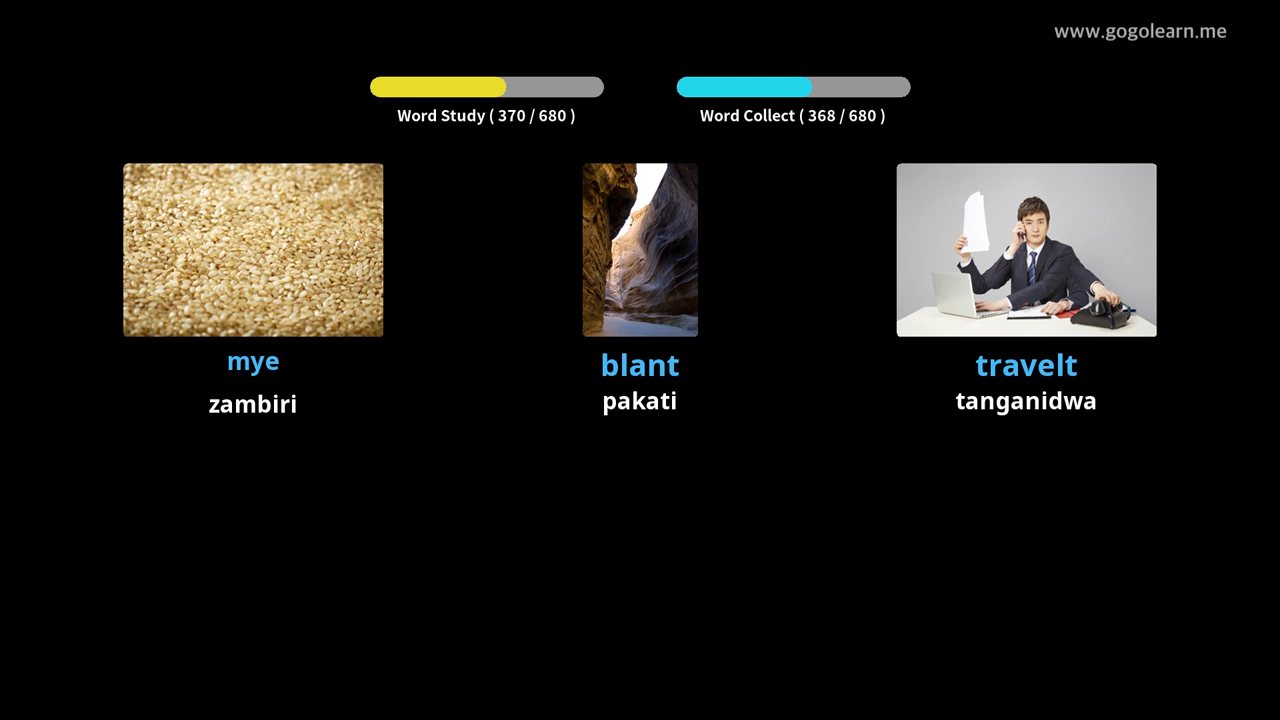 www.gogolearn.me
Word Study ( 370 / 680 )
Word Collect ( 368 / 680 )
mye
zambiri
blant
pakati
travelt
tanganidwa